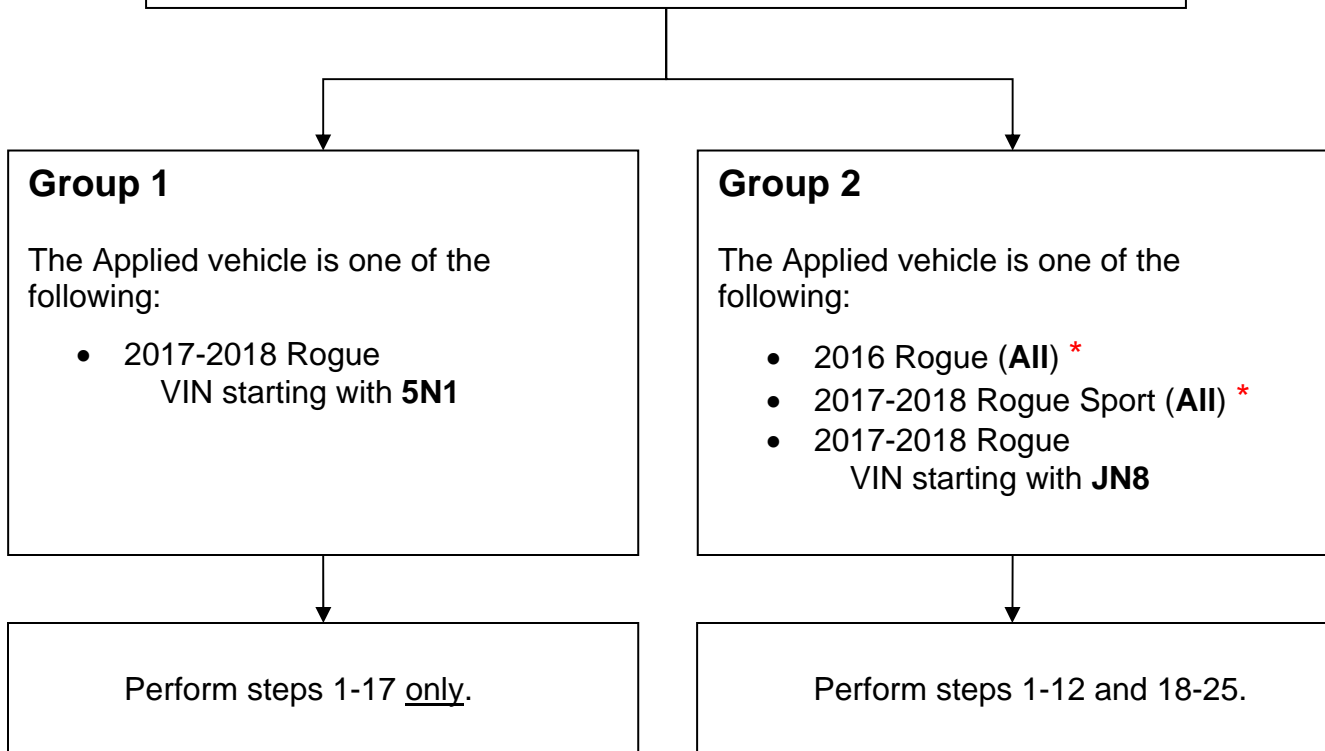 Group 1
The Applied vehicle is one of the
following:
• 2017-2018 Rogue
VIN starting with 5N1
Perform steps 1-17 only.
Group 2
The Applied vehicle is one of the
following:
• 2016 Rogue (All) *
• 2017-2018 Rogue Sport (All) *
• 2017-2018 Rogue
VIN starting with JN8
Perform steps 1-12 and 18-25.